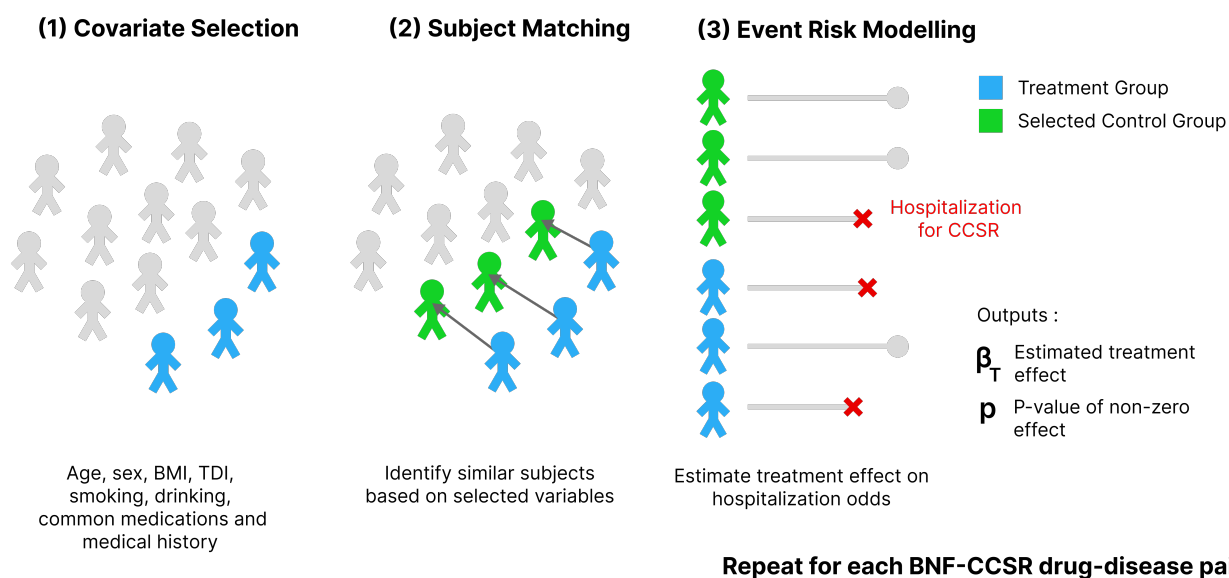 (1) Covariate Selection
(2) Subject Matching
(3) Event Risk Modelling
Treatment Group
Selected Control Group
Hospitalization
for CCSR
Outputs :
βT Estimated treatment
effect
p P-value of non-zero
effect
Age, sex, BMI, TDI,
smoking, drinking,
common medications and
medical history
Identify similar subjects
based on selected variables
Estimate treatment effect on
hospitalization odds
Repeat for each BNF-CCSR drug-disease pa